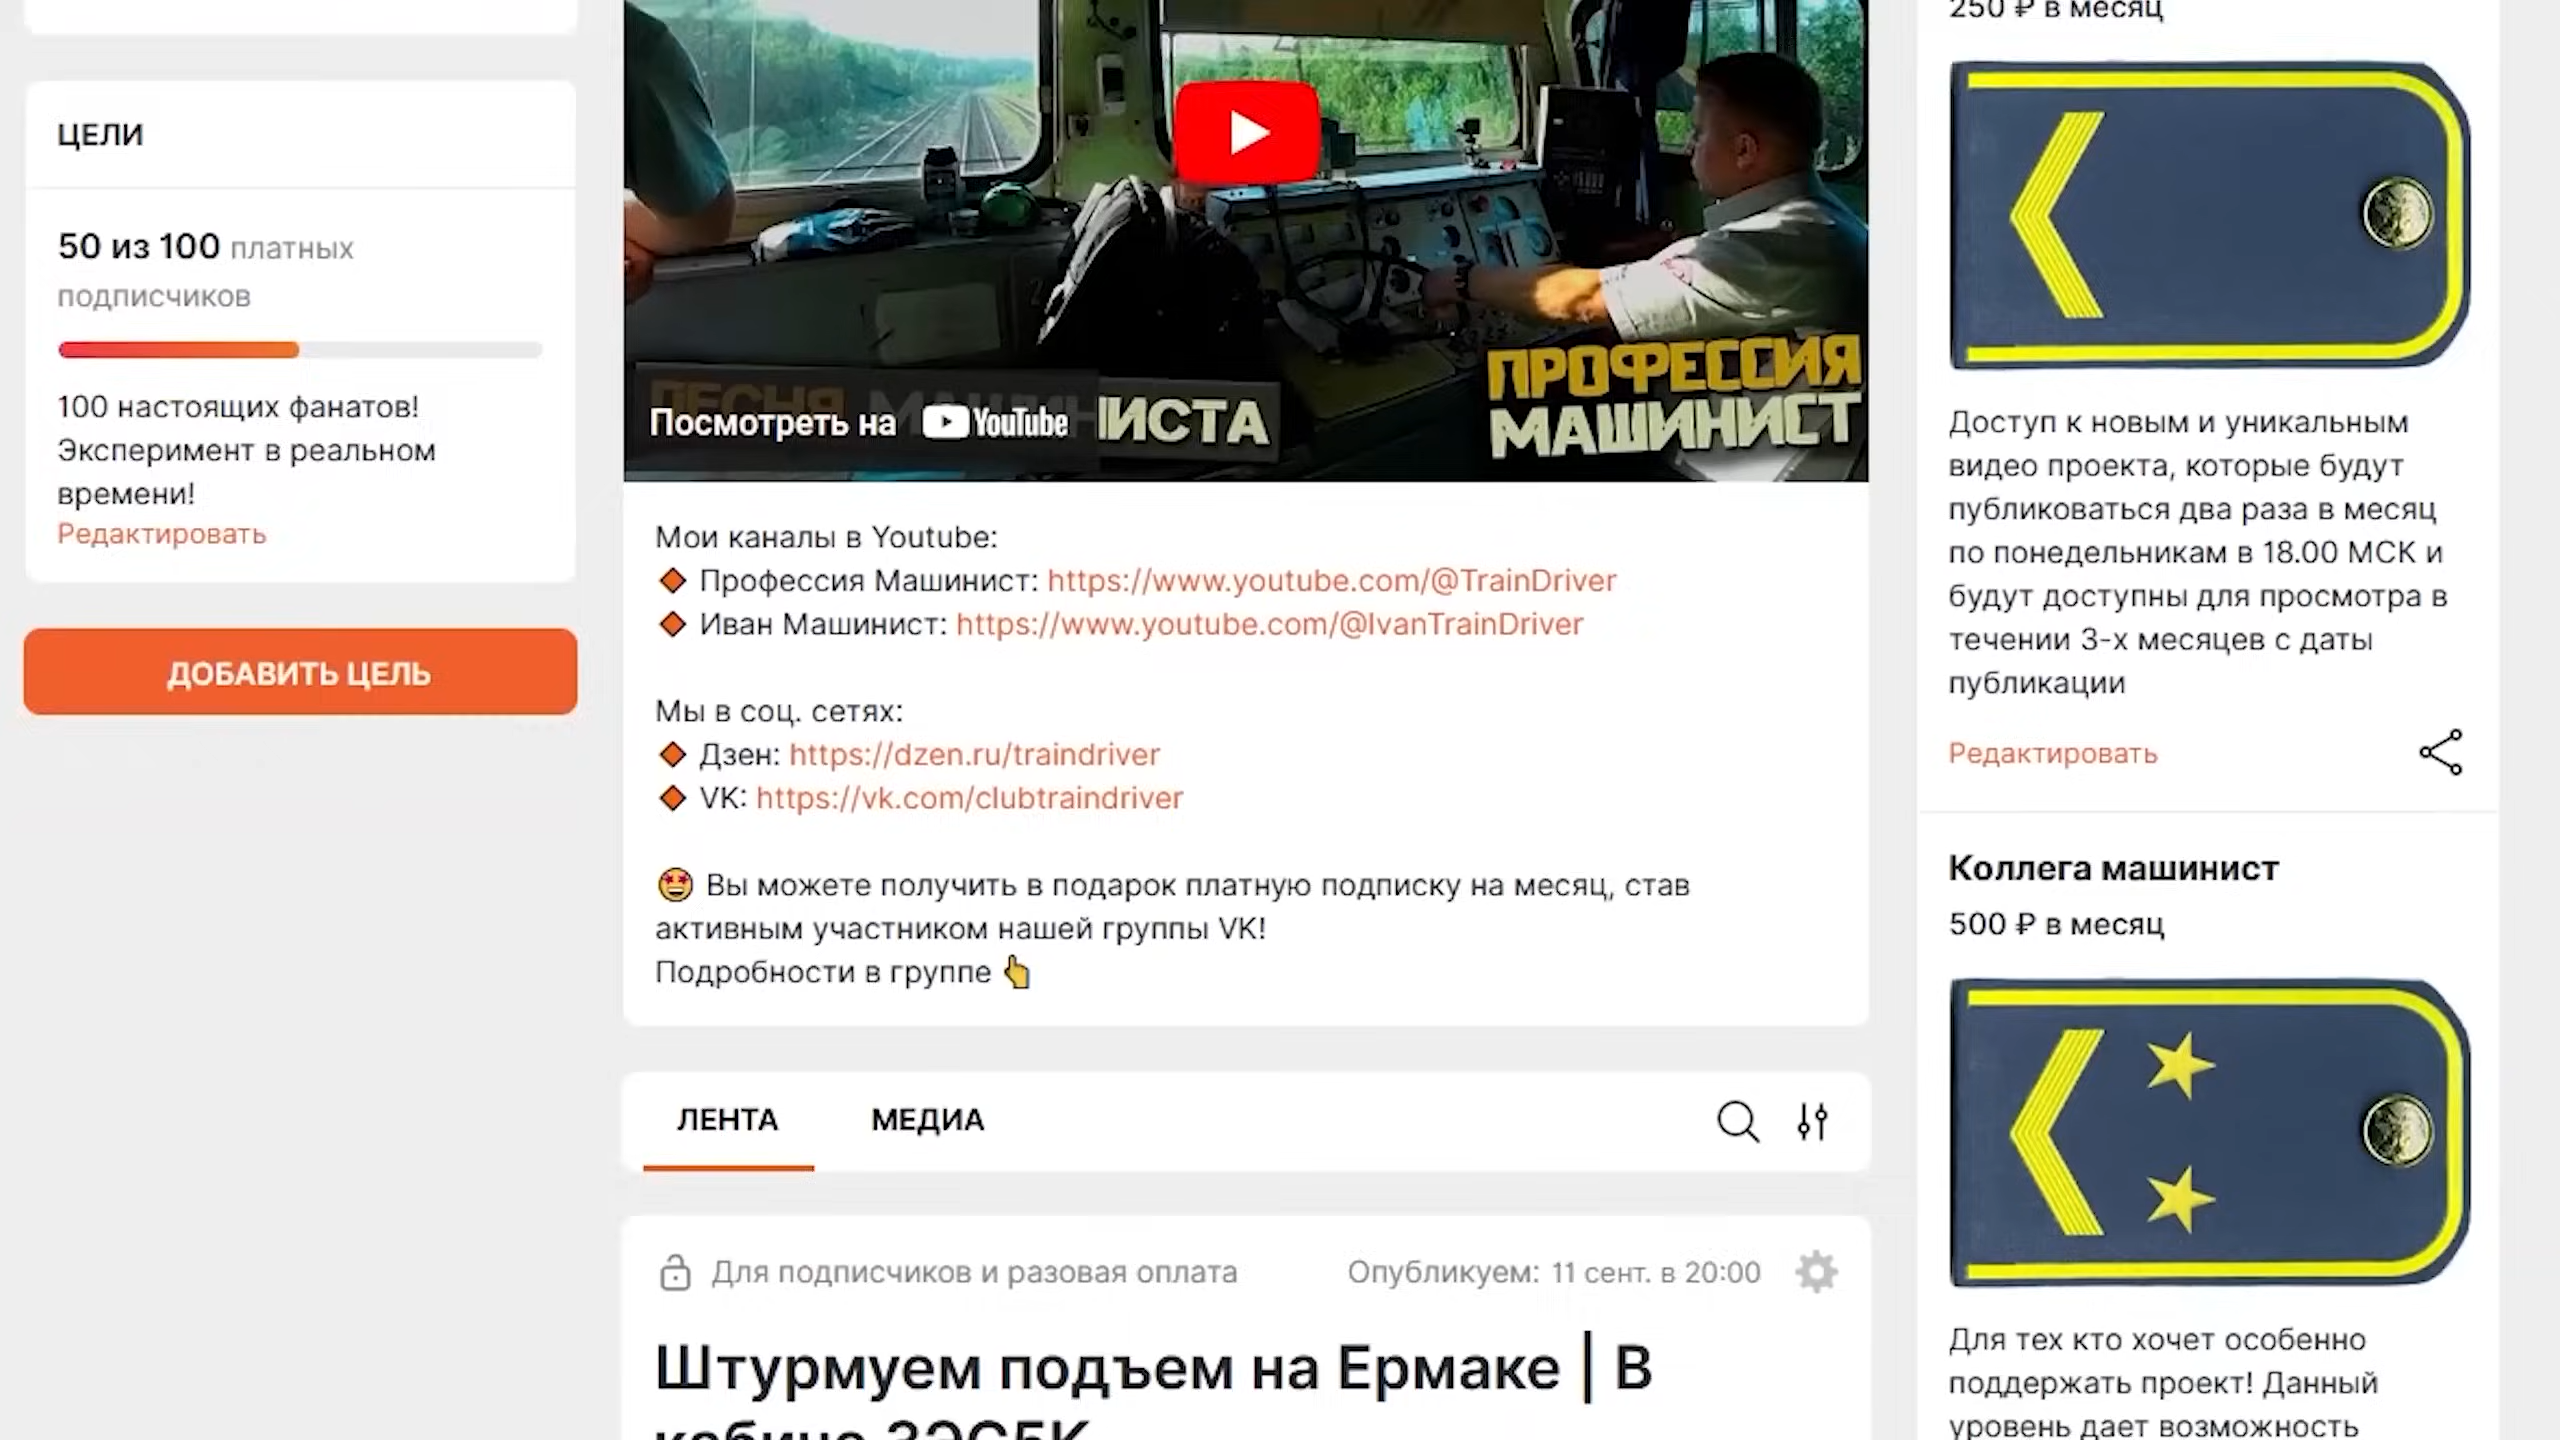 ЦЕЛИ
50 из 100 платных
подписчиков
100 настоящих фанатов!
Эксперимент в реальном
времени!
Редактировать
ДОБАВИТЬ ЦЕЛЬ
ПЕСНЯ МАШИНИСТА
Посмотреть на YouTube
ПРОФЕССИЯ
МАШИНИСТ
Мои каналы в Youtube:
Профессия Машинист: https://www.youtube.com/@TrainDriver
Иван Машинист: https://www.youtube.com/@IvanTrainDriver
Мы в соц. сетях:
Дзен: https://dzen.ru/traindriver
VK: https://vk.com/clubtraindriver
🤩 Вы можете получить в подарок платную подписку на месяц, став
активным участником нашей группы VK!
Подробности в группе 👆
ЛЕНТА
МЕДИА
Для подписчиков и разовая оплата
Опубликуем: 11 сент. в 20:00
Штурмуем подъем на Ермаке | В
кабине 3ЭС5К
250 ₽ в месяц
Доступ к новым и уникальным
видео проекта, которые будут
публиковаться два раза в месяц
по понедельникам в 18.00 МСК и
будут доступны для просмотра в
течении 3-х месяцев с даты
публикации
Редактировать
Коллега машинист
500 ₽ в месяц
Для тех кто хочет особенно
поддержать проект! Данный
уровень дает возможность